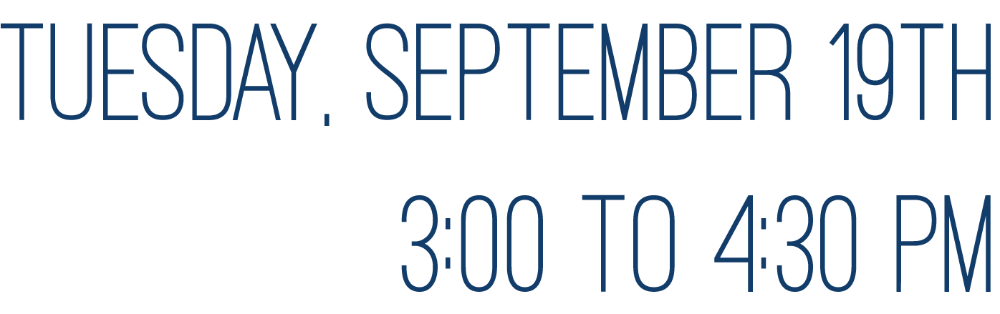 TUESDAY, SEPTEMBER 19TH
3:00 TO 4:30 PM